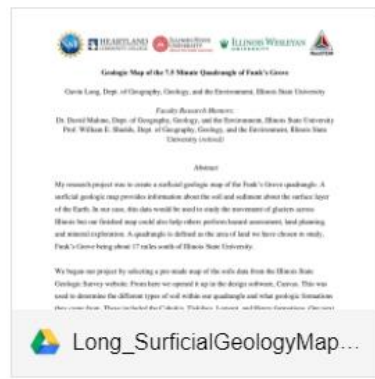 HEARTLAND
COMMUNITY COLLEGE
ILLINOIS STATE
UNIVERSITY
ILLINOIS WESLEYAN
Geologic Map of the 7.5 Minute Quadrangle of Funk's Grove
Gavin Long, Dept. of Geography, Geology, and the Environment, Illinois State University
Faculty Research Mentors:
Dr. David Malone, Dept. of Geography, Geology, and the Environment, Illinois State University
Prof. William E. Shields, Dept. of Geography, Geology, and the Environment, Illinois State
University (retired)
Abstract
My research project was to create a surficial geologic map of the Funk's Grove quadrangle. A
surficial geologic map provides information about the soil and sediment about the surface layer
of the Earth. In our case, this data would be used to study the movement of glaciers across
Illinois but our finished map could also help others perform hazard assessment, land planning
and mineral exploration. A quadrangle is defined as the area of land we have chosen to study,
Funk's Grove being about 17 miles south of Illinois State University.
We began our project by selecting a pre-made map of the soils data from the Illinois State
Geologic Survey website. From here we opened it up in the design software, Canvas. This was
used to determine the different types of soil within our quadrangle and what geologic formations
they came from. These included the Cahokia,
Long_SurficialGeologyMap...